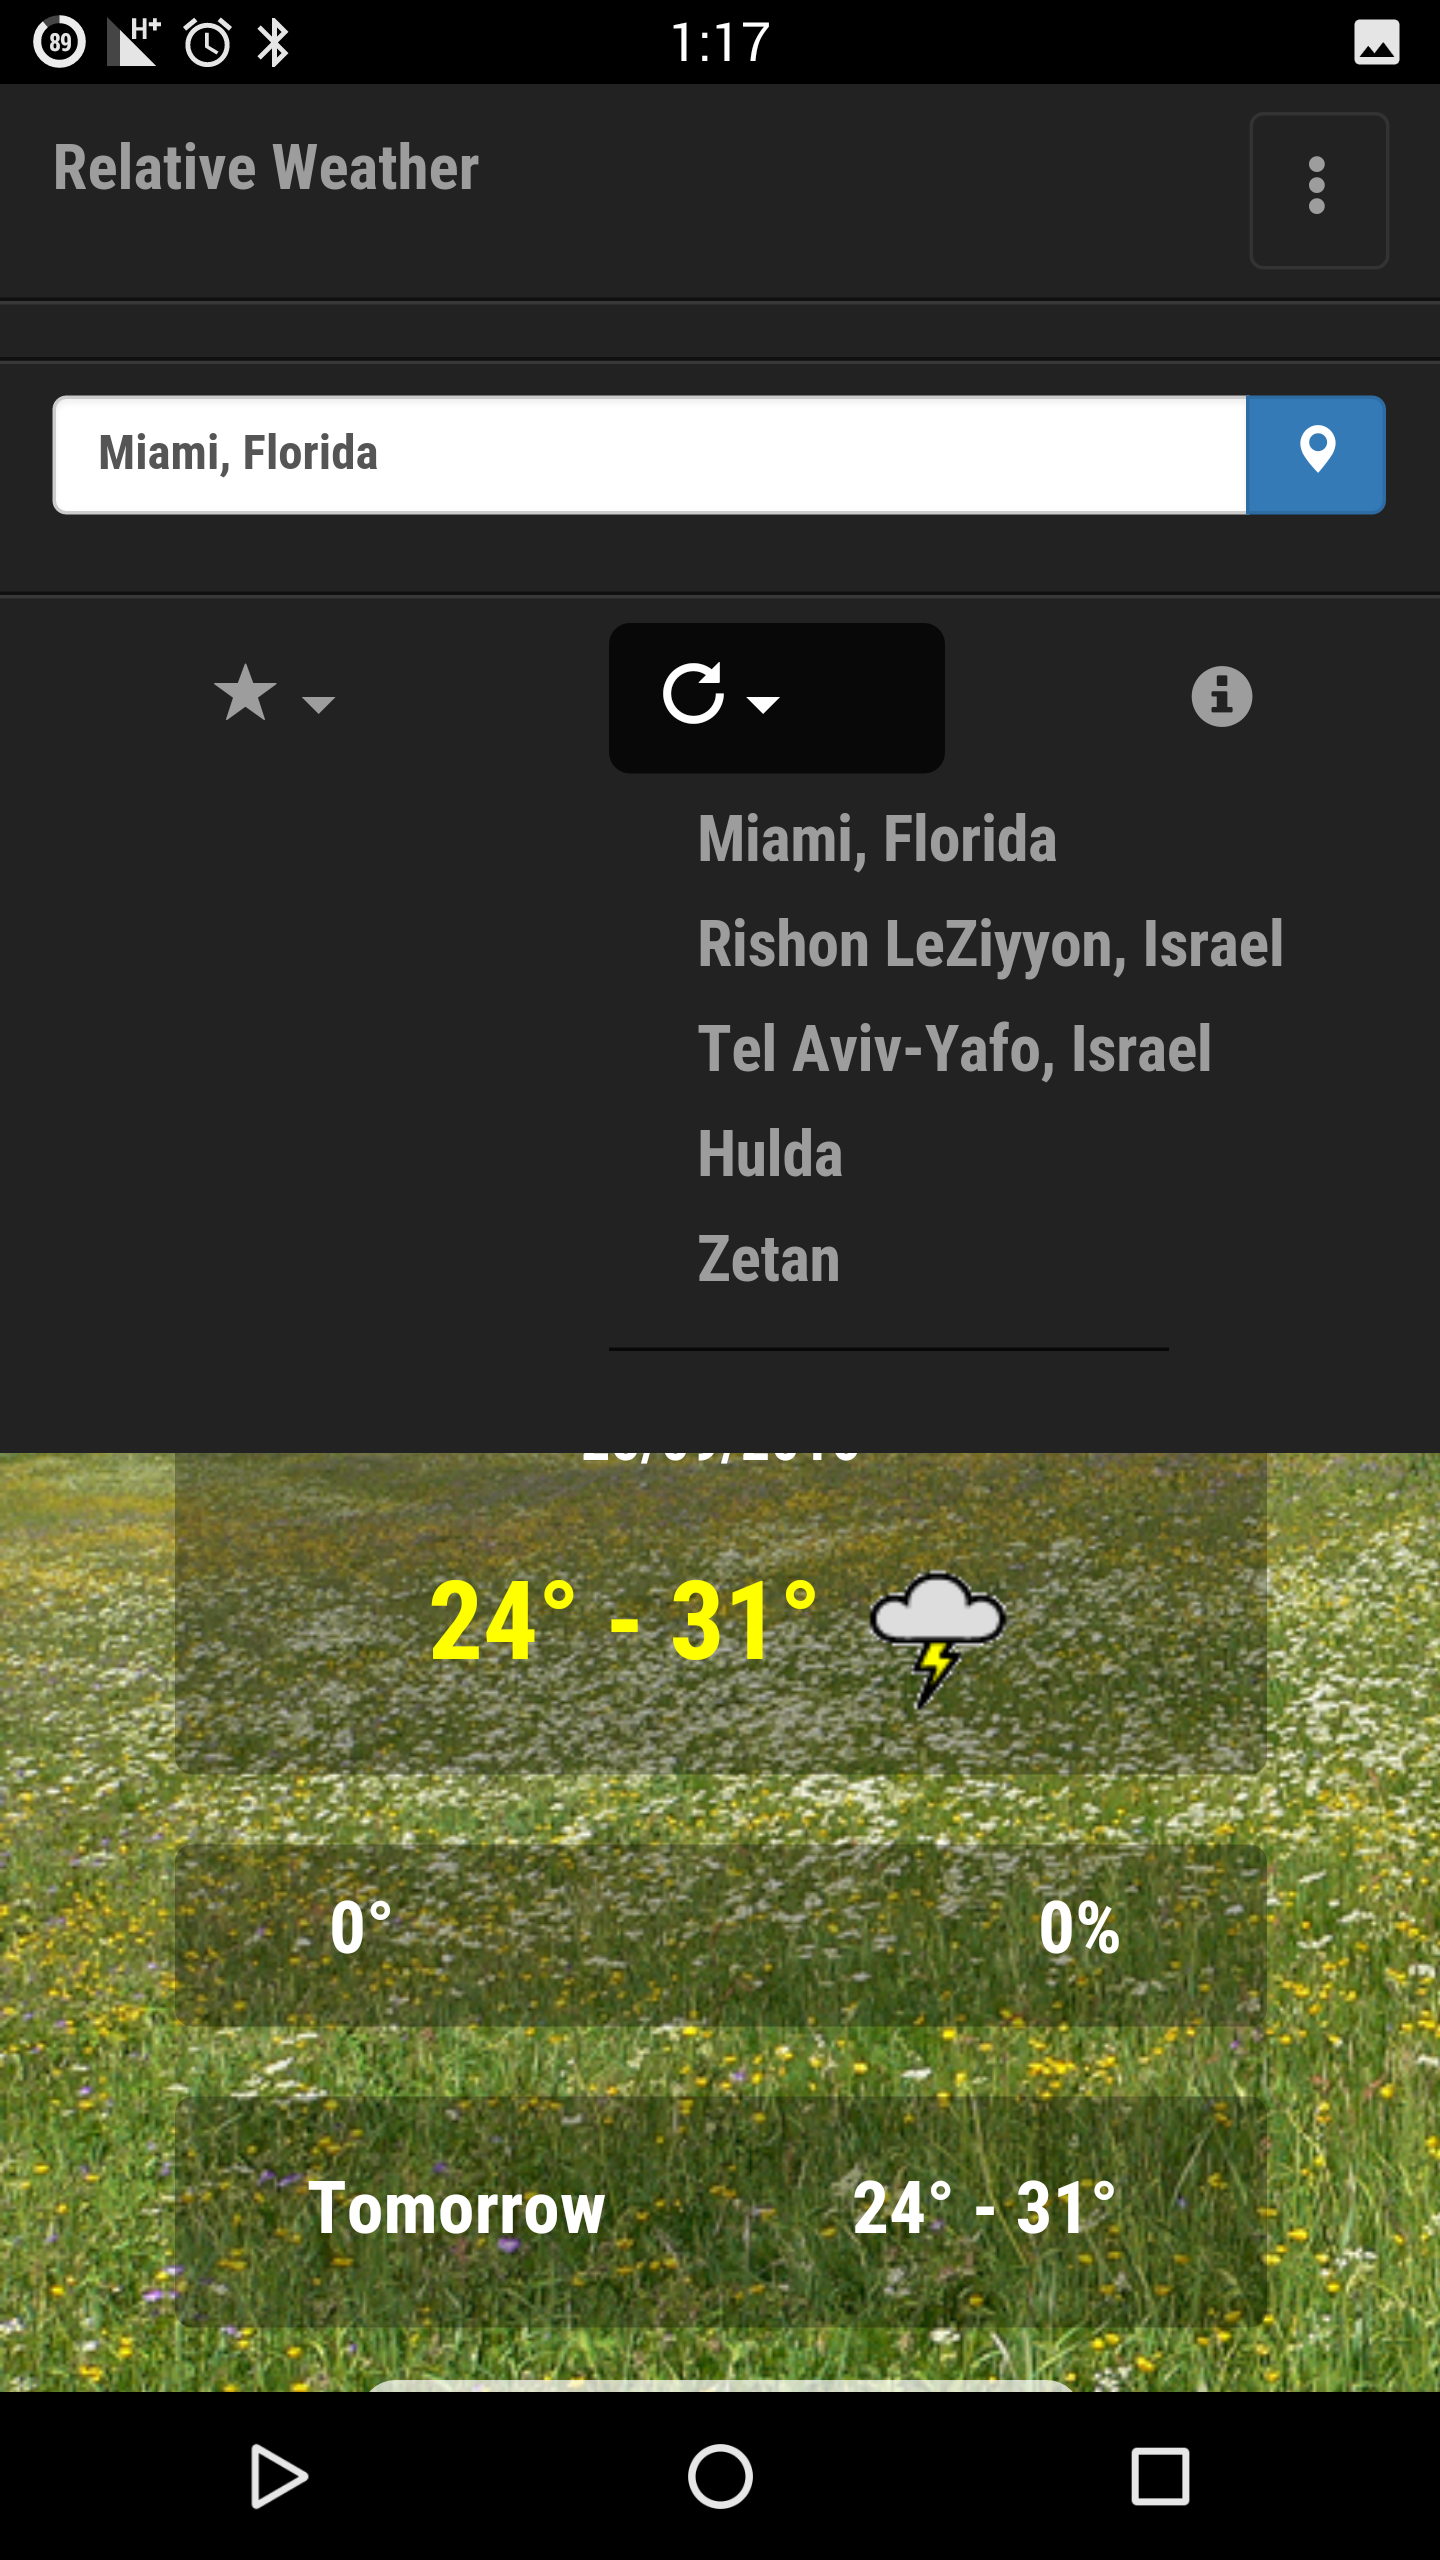 89
H+
1:17
Relative Weather
Miami, Florida
Miami, Florida
Rishon LeZiyyon, Israel
Tel Aviv-Yafo, Israel
Hulda
Zetan
24° - 31°
0°
0%
Tomorrow
24° - 31°